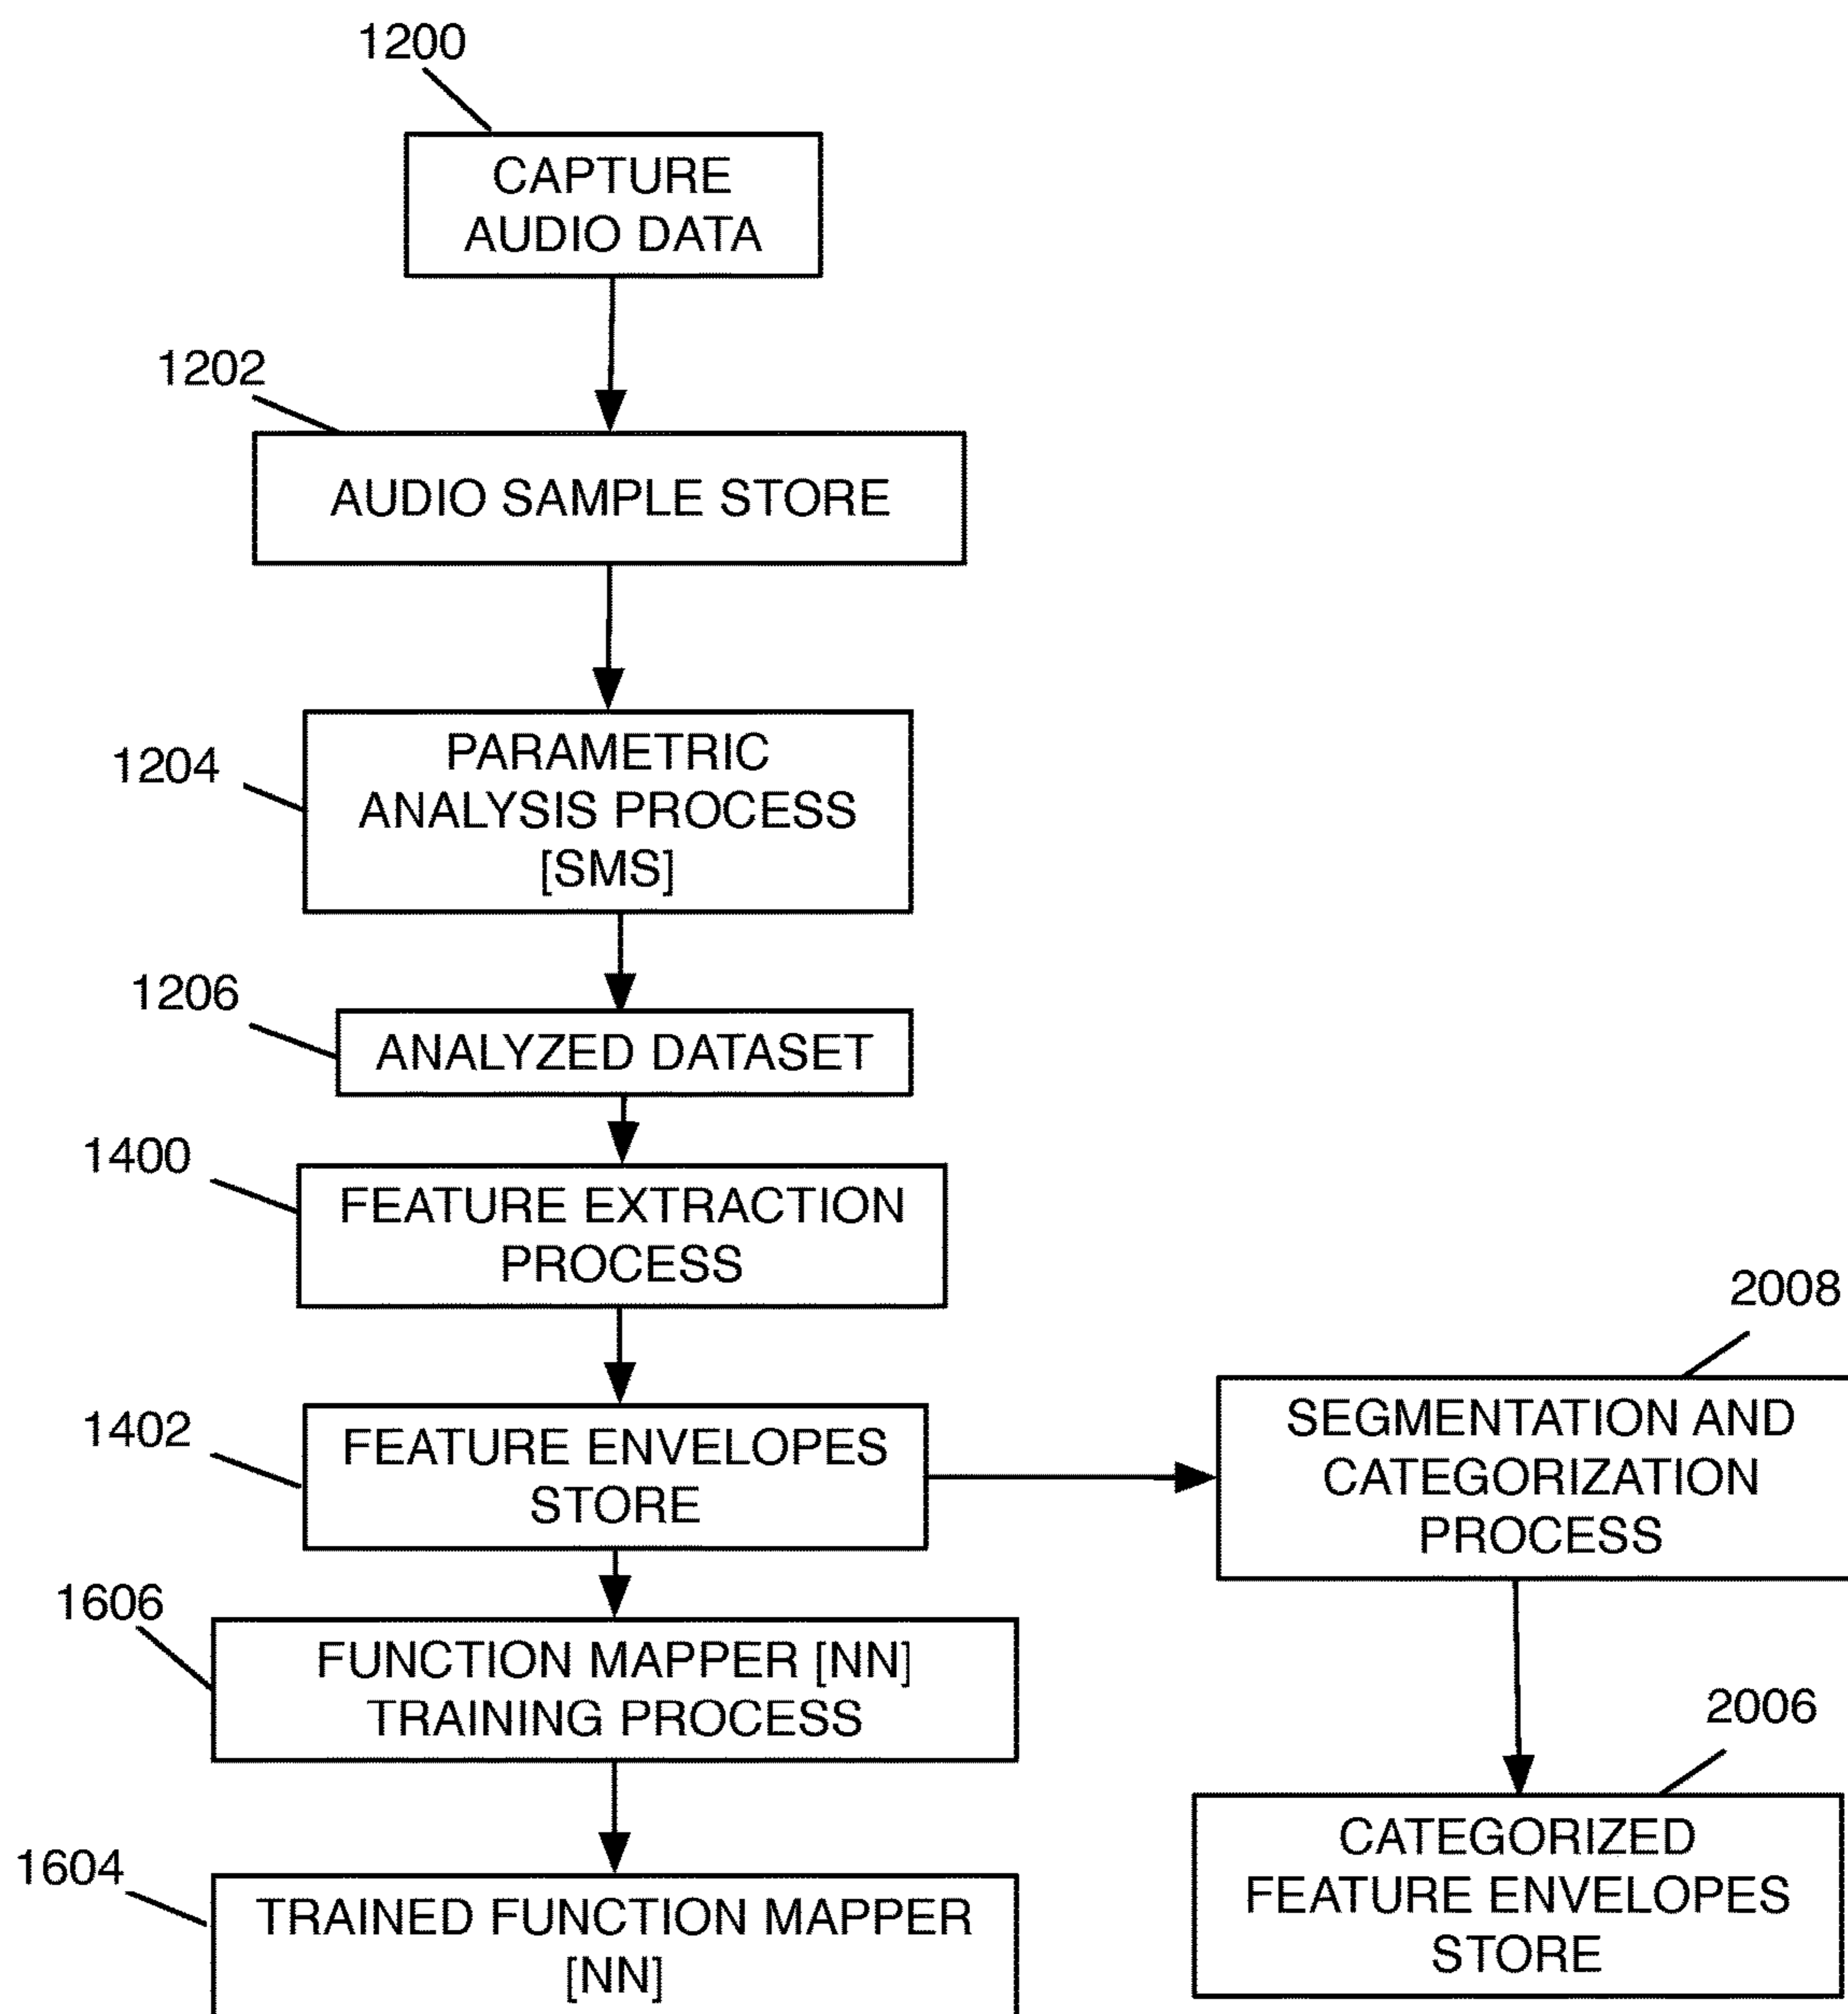 1200
CAPTURE
AUDIO DATA
1202
AUDIO SAMPLE STORE
1204
PARAMETRIC
ANALYSIS PROCESS
[SMS]
1206
ANALYZED DATASET
1400
FEATURE EXTRACTION
PROCESS
1402
FEATURE ENVELOPES
STORE
2008
SEGMENTATION AND
CATEGORIZATION
PROCESS
1606
FUNCTION MAPPER [NN]
TRAINING PROCESS
2006
CATEGORIZED
FEATURE ENVELOPES
STORE
1604
TRAINED FUNCTION MAPPER
[NN]